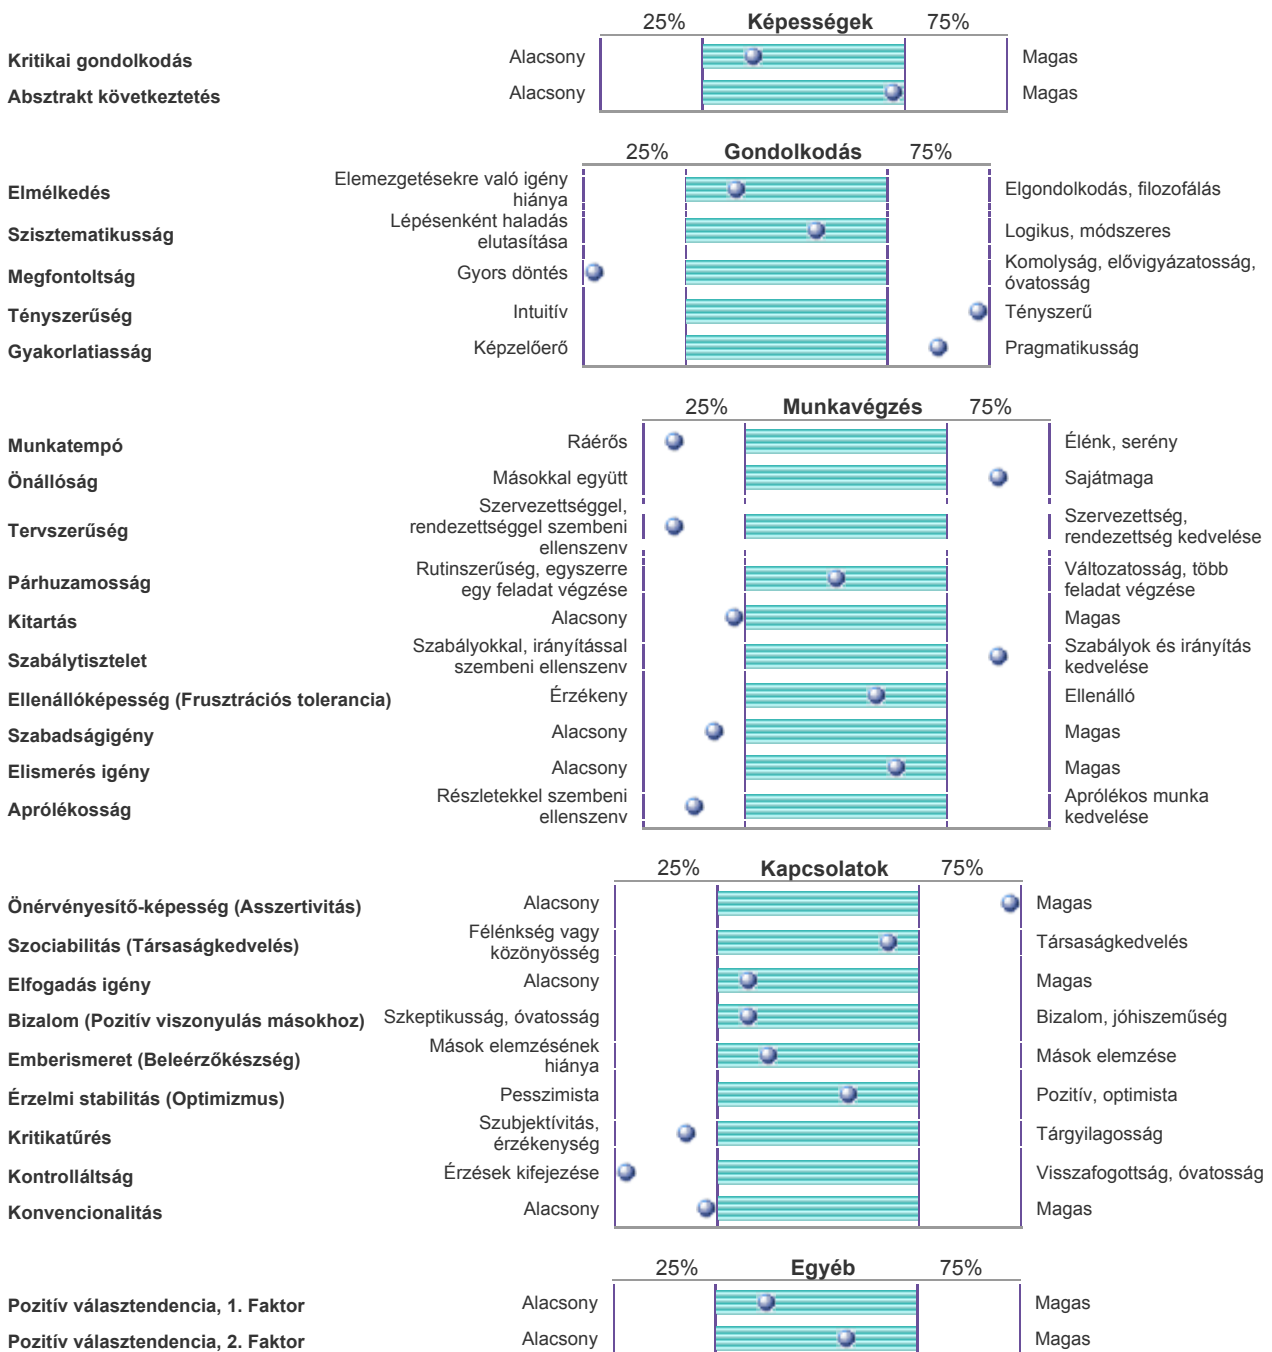 25% Képességek 75%
Kritikai gondolkodás Alacsony Magas
Absztrakt következtetés Alacsony Magas
25% Gondolkodás 75%
Elmélkedés Elemezgetésekre való igény
hiánya Elgondolkodás, filozofálás
Szisztematikusság Lépésenként haladás
elutasítása Logikus, módszeres
Megfontoltság Gyors döntés Komolyság, elővigyázatosság,
óvatosság
Tényszerűség Intuitív Tényszerű
Gyakorlatiasság Képzelőerő Pragmatikusság
25% Munkavégzés 75%
Munkatempó Ráérős Élénk, serény
Önállóság Másokkal együtt Sajátmaga
Tervszerűség Szervezettséggel,
rendezettséggel szembeni
ellenszenv Szervezettség,
rendezettség kedvelése
Párhuzamosság Rutinszerűség, egyszerre
egy feladat végzése Változatosság, több
feladat végzése
Kitartás Alacsony Magas
Szabálytisztelet Szabályokkal, irányítással
szembeni ellenszenv Szabályok és irányítás
kedvelése
Ellenállóképesség (Frusztrációs tolerancia) Érzékeny Ellenálló
Szabadságigény Alacsony Magas
Elismerés igény Alacsony Magas
Aprólékosság Részletekkel szembeni
ellenszenv Aprólékos munka
kedvelése
25% Kapcsolatok 75%
Önérvényesítő-képesség (Asszertivitás) Alacsony Magas
Szociabilitás (Társaságkedvelés) Félénkség vagy
közönyösség Társaságkedvelés
Elfogadás igény Alacsony Magas
Bizalom (Pozitív viszonyulás másokhoz) Szkeptikusság, óvatosság Bizalom, jóhiszeműség
Emberismeret (Beleérzőkészség) Mások elemzésének
hiánya Mások elemzése
Érzelmi stabilitás (Optimizmus) Pesszimista Pozitív, optimista
Kritikatűrés Szubjektívitás,
érzékenység Tárgyilagosság
Kontrolláltság Érzések kifejezése Visszafogottság, óvatosság
Konvencionalitás Alacsony Magas
25% Egyéb 75%
Pozitív választendencia, 1. Faktor Alacsony Magas
Pozitív választendencia, 2. Faktor Alacsony Magas